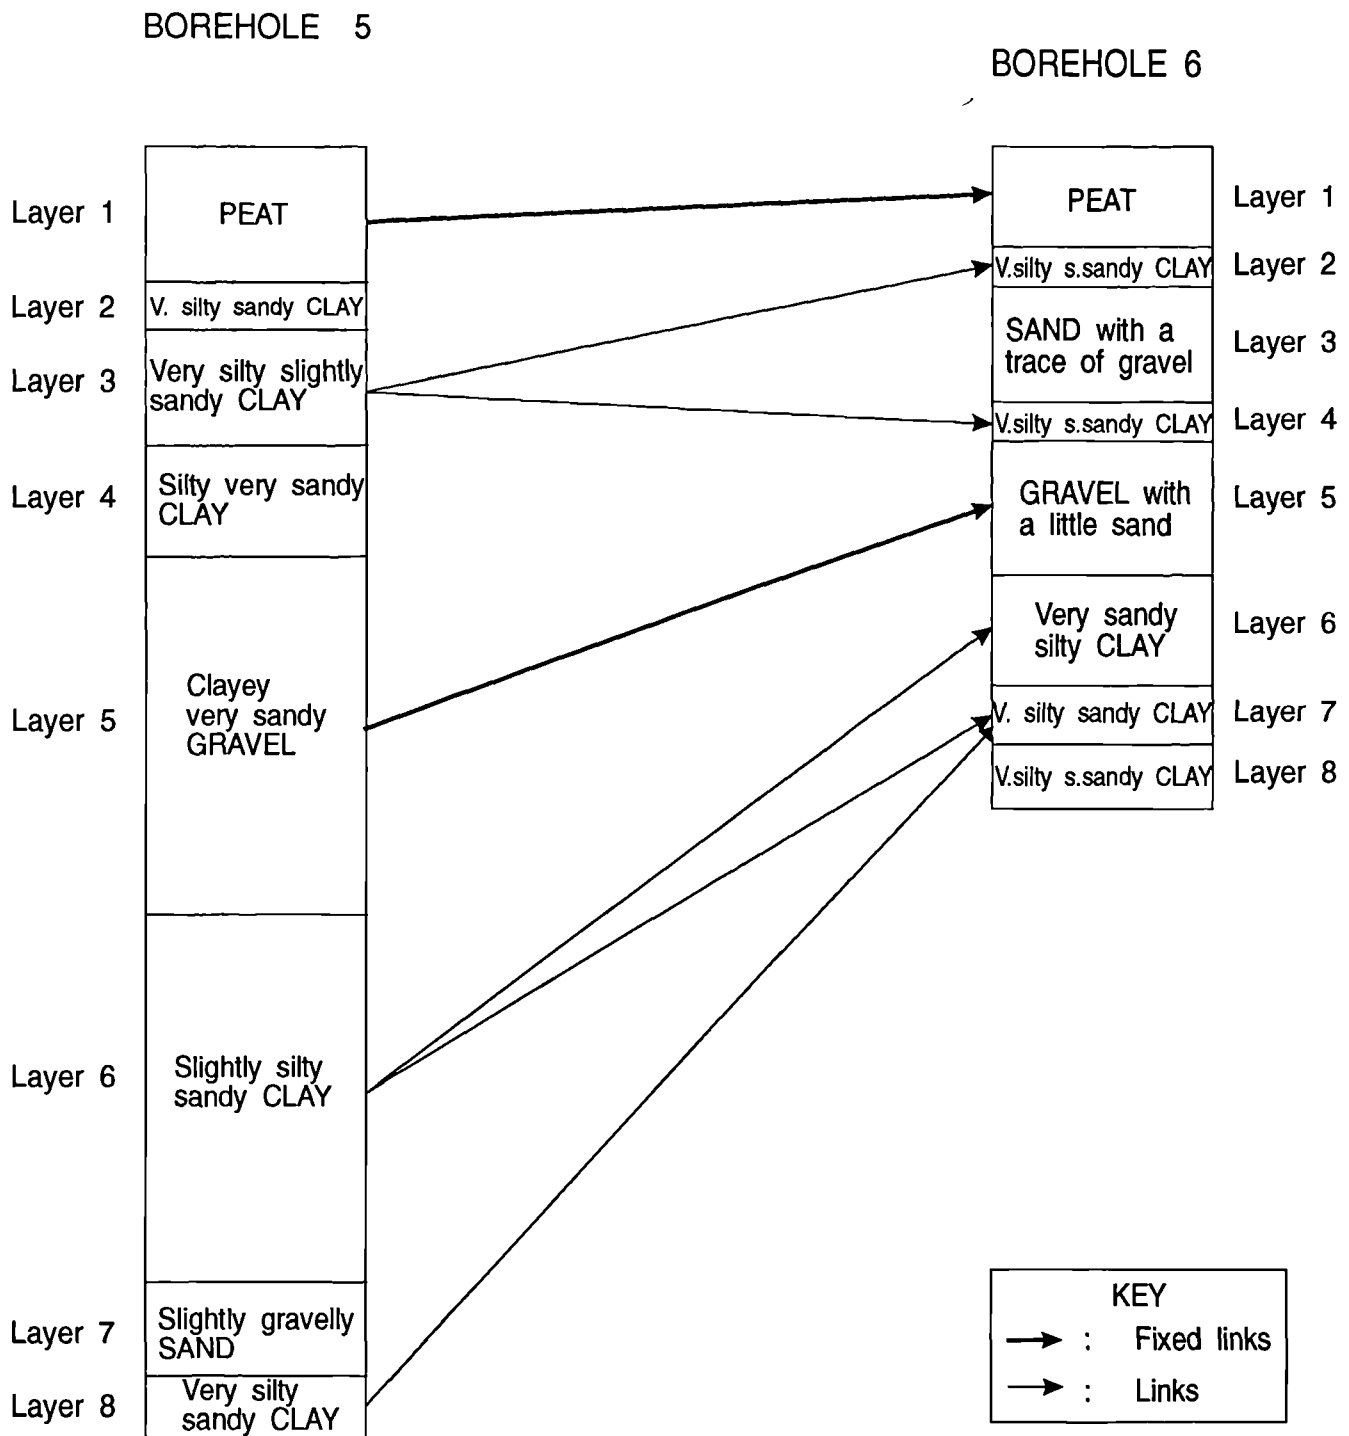 BOREHOLE 5
Layer 1
PEAT
Layer 2
V. silty sandy CLAY
Layer 3
Very silty slightly
sandy CLAY
Layer 4
Silty very sandy
CLAY
Layer 5
Clayey
very sandy
GRAVEL
Layer 6
Slightly silty
sandy CLAY
Layer 7
Slightly gravelly
SAND
Layer 8
Very silty
sandy CLAY
BOREHOLE 6
PEAT
Layer 1
V.silty s.sandy CLAY
Layer 2
SAND with a
trace of gravel
Layer 3
V.silty s.sandy CLAY
Layer 4
GRAVEL with
a little sand
Layer 5
Very sandy
silty CLAY
Layer 6
V. silty sandy CLAY
Layer 7
V.silty s.sandy CLAY
Layer 8
KEY
: Fixed links
: Links